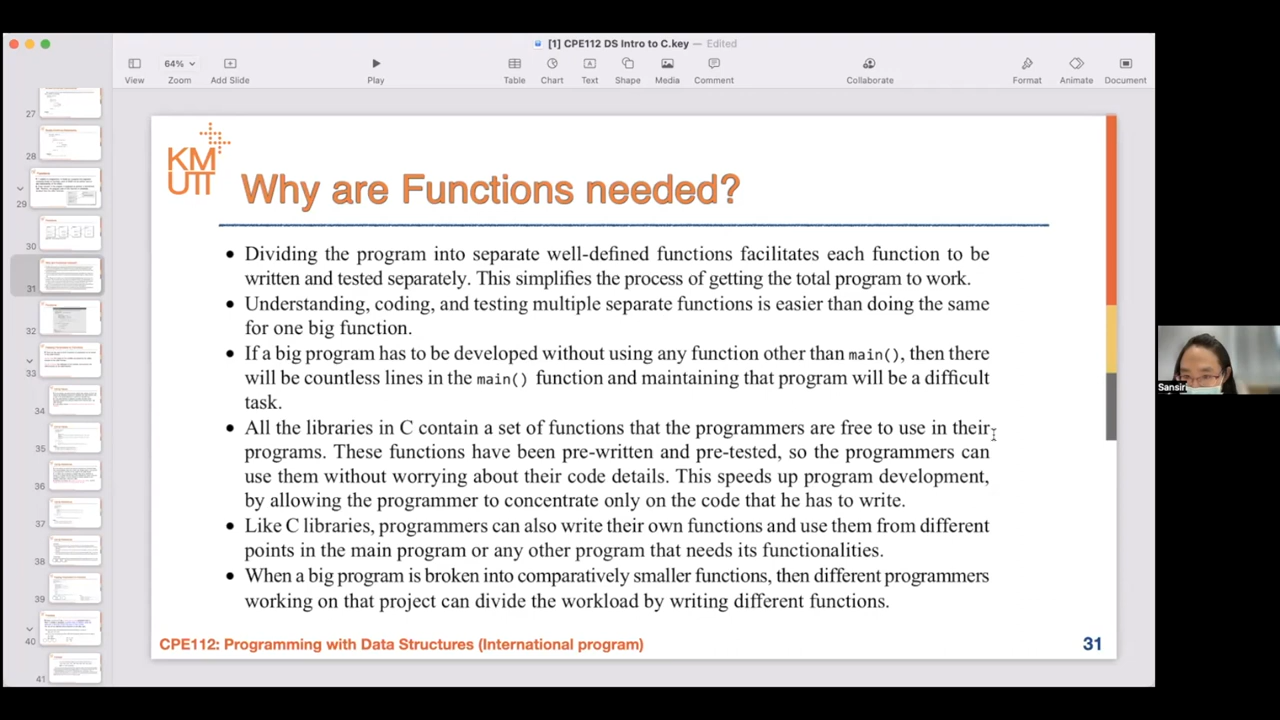 [1] CPE112 DS Intro to C.key — Edited
64%
View Zoom Add Slide Play Table Chart Text Shape Media Comment Collaborate Format Animate Document
27
28
29
30
31
32
33
34
35
36
37
38
39
40
41
KM
UTT
Why are Functions needed?
• Dividing the program into separate well-defined functions facilitates each function to be
written and tested separately. This simplifies the process of getting the total program to work.
• Understanding, coding, and testing multiple separate functions is easier than doing the same
for one big function.
• If a big program has to be developed without using any function other than main(), then there
will be countless lines in the main() function and maintaining that program will be a difficult
task.
• All the libraries in C contain a set of functions that the programmers are free to use in their
programs. These functions have been pre-written and pre-tested, so the programmers can
use them without worrying about their code details. This speeds up program development,
by allowing the programmer to concentrate only on the code that he has to write.
• Like C libraries, programmers can also write their own functions and use them from different
points in the main program or any other program that needs its functionalities.
• When a big program is broken into comparatively smaller functions, then different programmers
working on that project can divide the workload by writing different functions.
CPE112: Programming with Data Structures (International program)
31
Sansiri